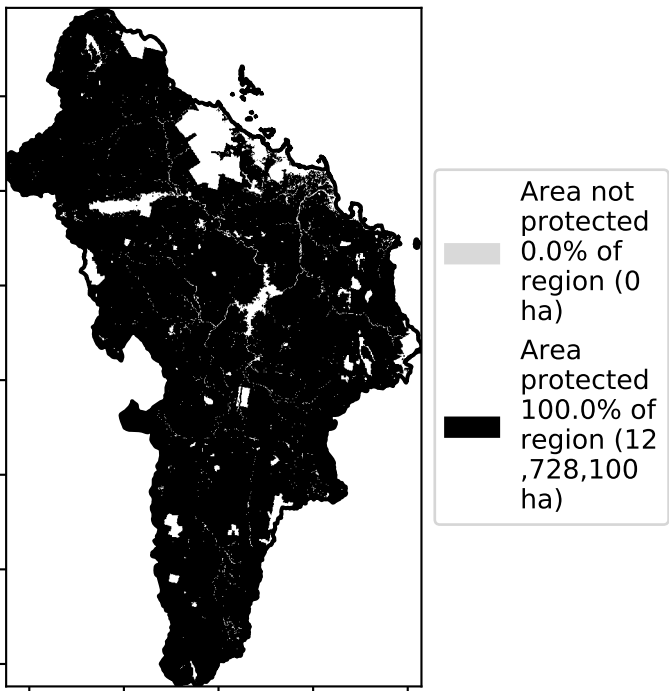 Area not
protected
0.0% of
region (0
ha)
Area
protected
100.0% of
region (12
,728,100
ha)